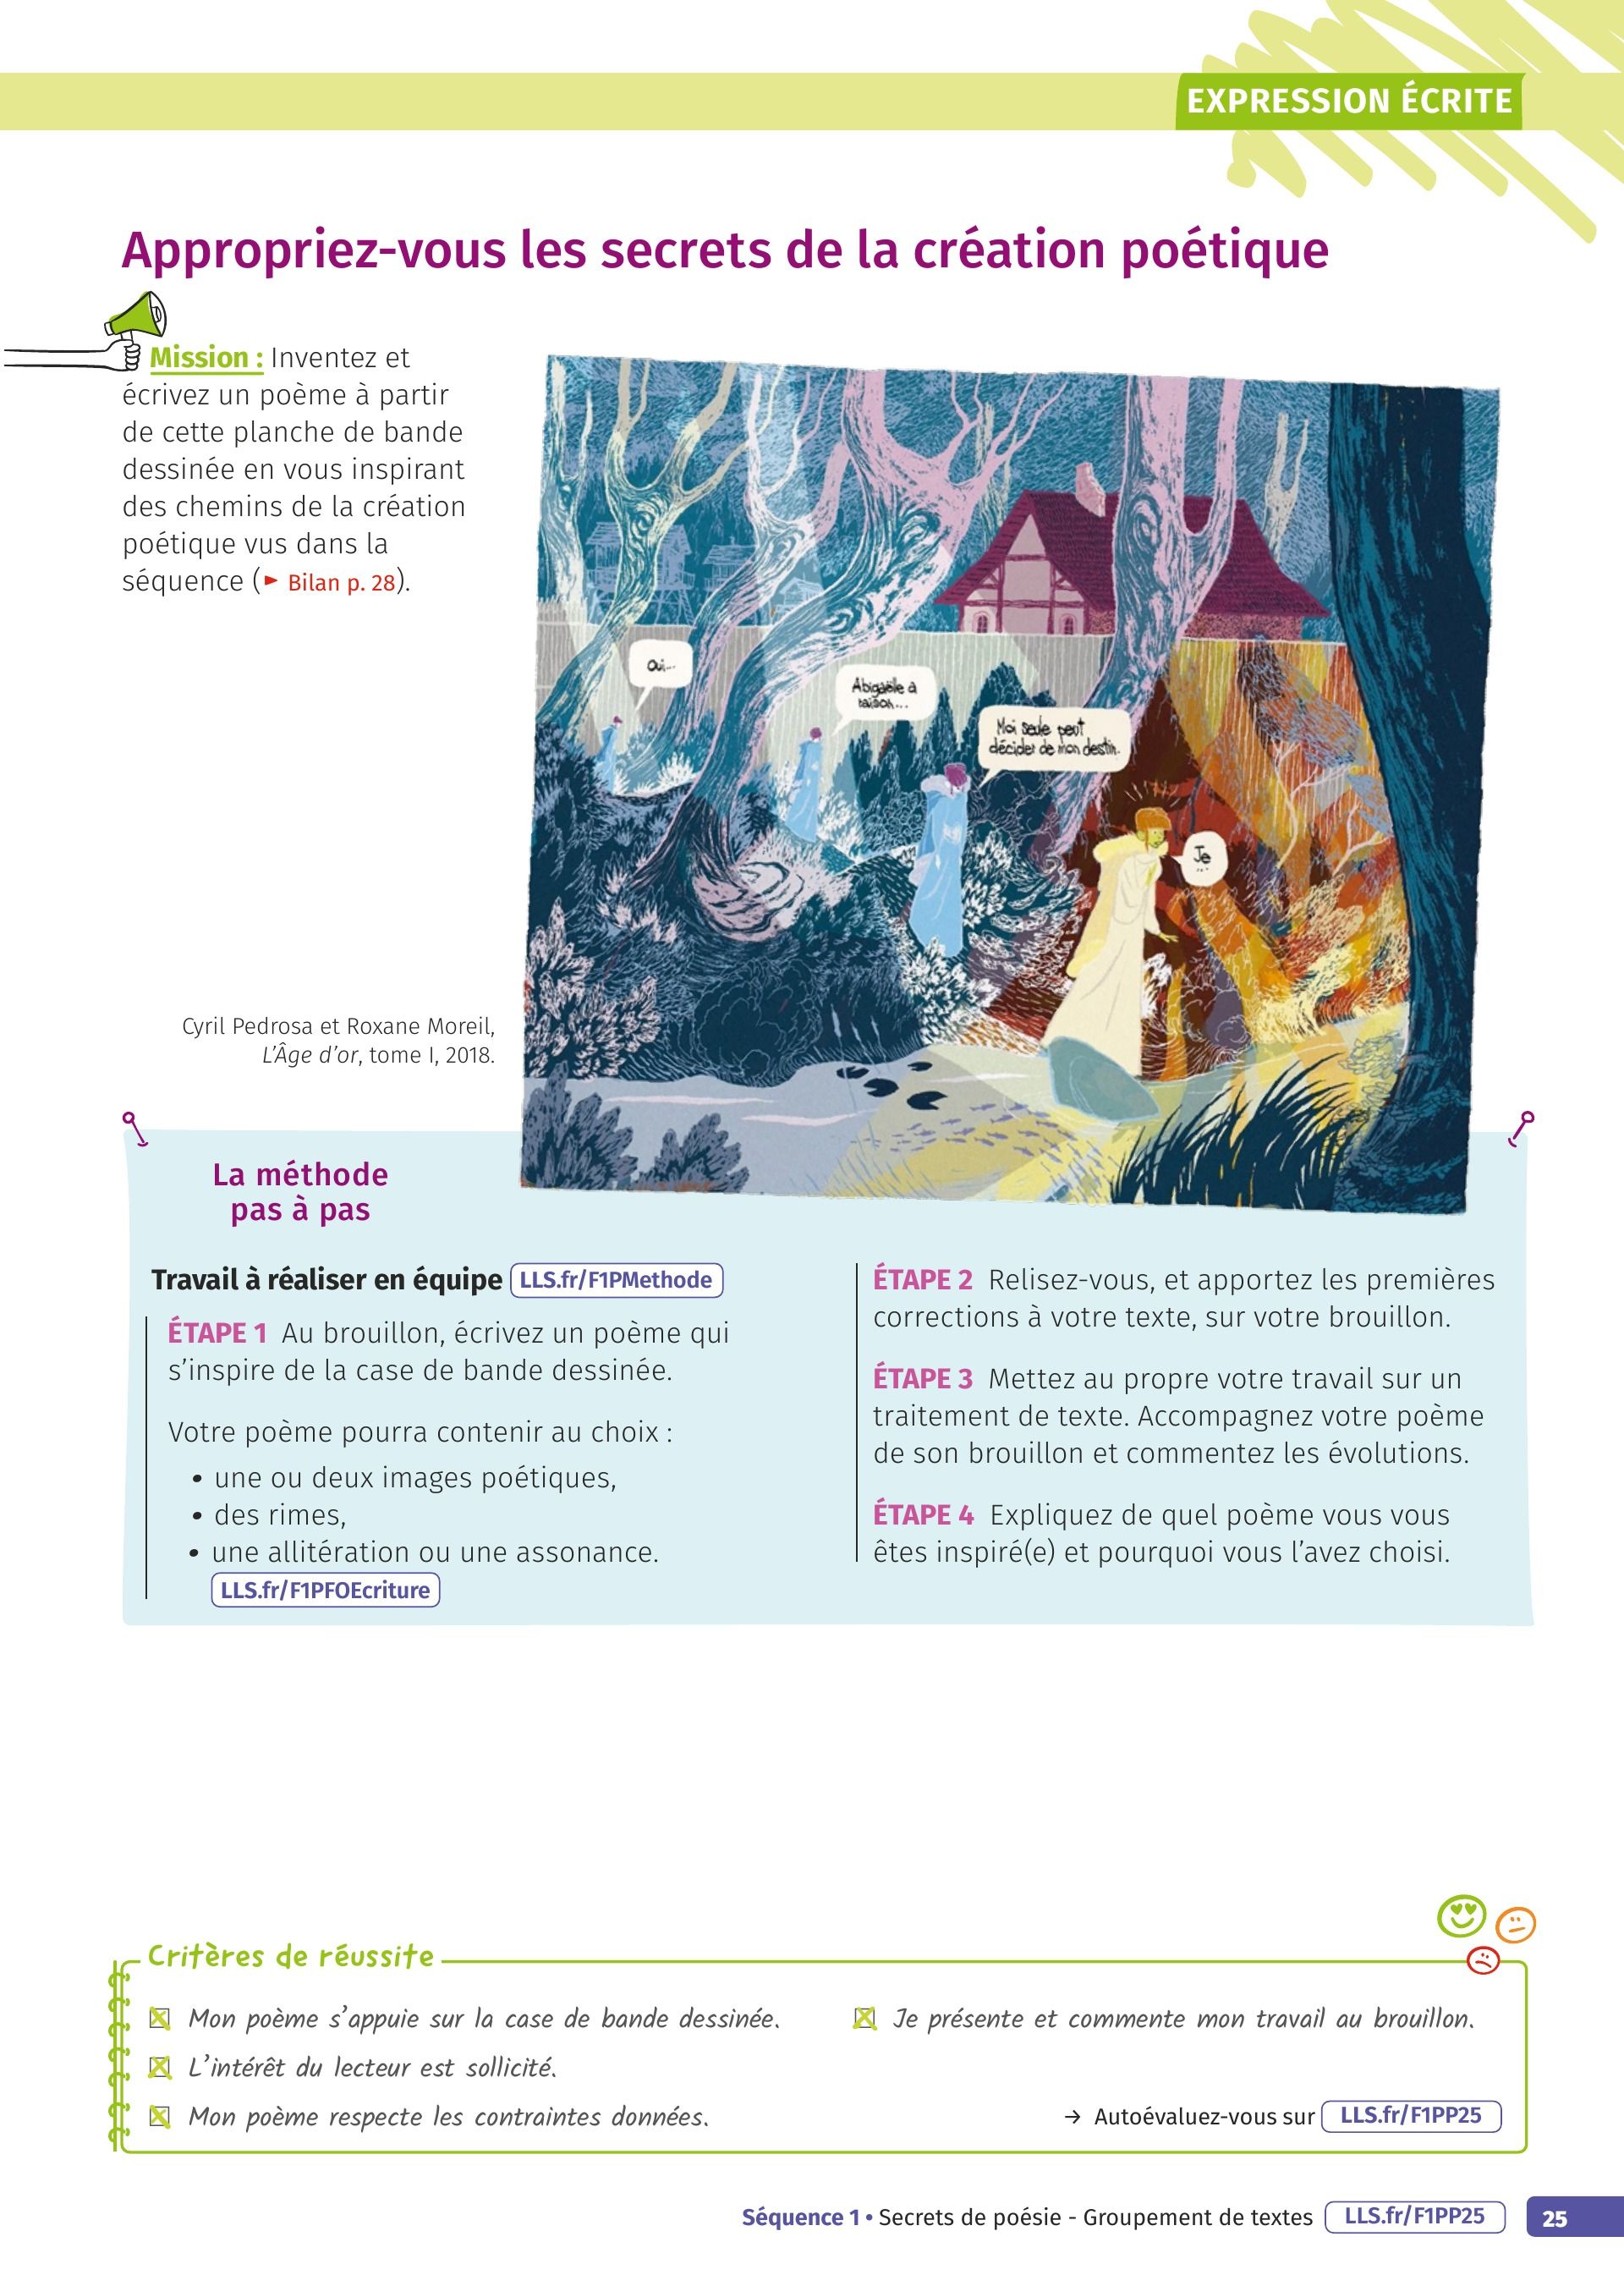 EXPRESSION ÉCRITE
Appropriez-vous les secrets de la création poétique
Mission : Inventez et
écrivez un poème à partir
de cette planche de bande
dessinée en vous inspirant
des chemins de la création
poétique vus dans la
séquence (► Bilan p. 28).
Oui...
Abigaëlle a
raison...
Moi seule peut
décider de mon destin.
Je
...
Cyril Pedrosa et Roxane Moreil,
L'Âge d'or, tome I, 2018.
La méthode
pas à pas
Travail à réaliser en équipe LLS.fr/F1PMethode
ÉTAPE 1 Au brouillon, écrivez un poème qui
s'inspire de la case de bande dessinée.
Votre poème pourra contenir au choix :
• une ou deux images poétiques,
• des rimes,
• une allitération ou une assonance.
LLS.fr/F1PFOEcriture
ÉTAPE 2 Relisez-vous, et apportez les premières
corrections à votre texte, sur votre brouillon.
ÉTAPE 3 Mettez au propre votre travail sur un
traitement de texte. Accompagnez votre poème
de son brouillon et commentez les évolutions.
ÉTAPE 4 Expliquez de quel poème vous vous
êtes inspiré(e) et pourquoi vous l'avez choisi.
Critères de réussite
Mon poème s'appuie sur la case de bande dessinée.
L'intérêt du lecteur est sollicité.
Mon poème respecte les contraintes données.
Je présente et commente mon travail au brouillon.
→ Autoévaluez-vous sur LLS.fr/F1PP25
Séquence 1 • Secrets de poésie - Groupement de textes LLS.fr/F1PP25 25